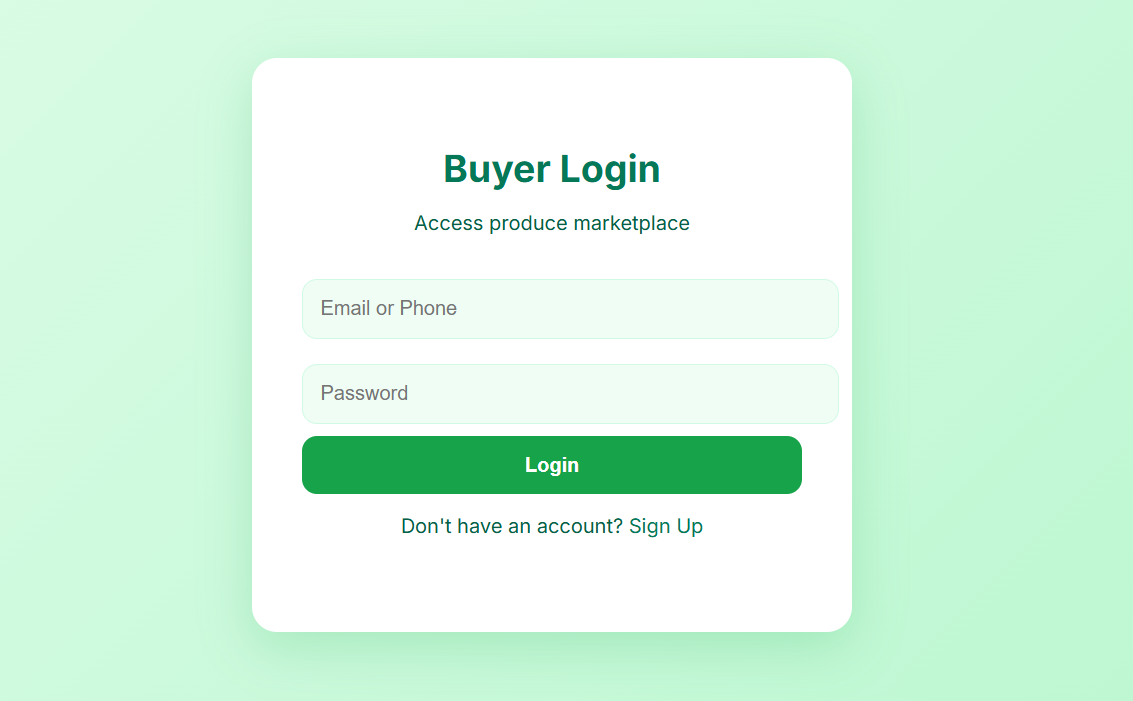 Buyer Login
Access produce marketplace
Email or Phone
Password
Login
Don't have an account? Sign Up